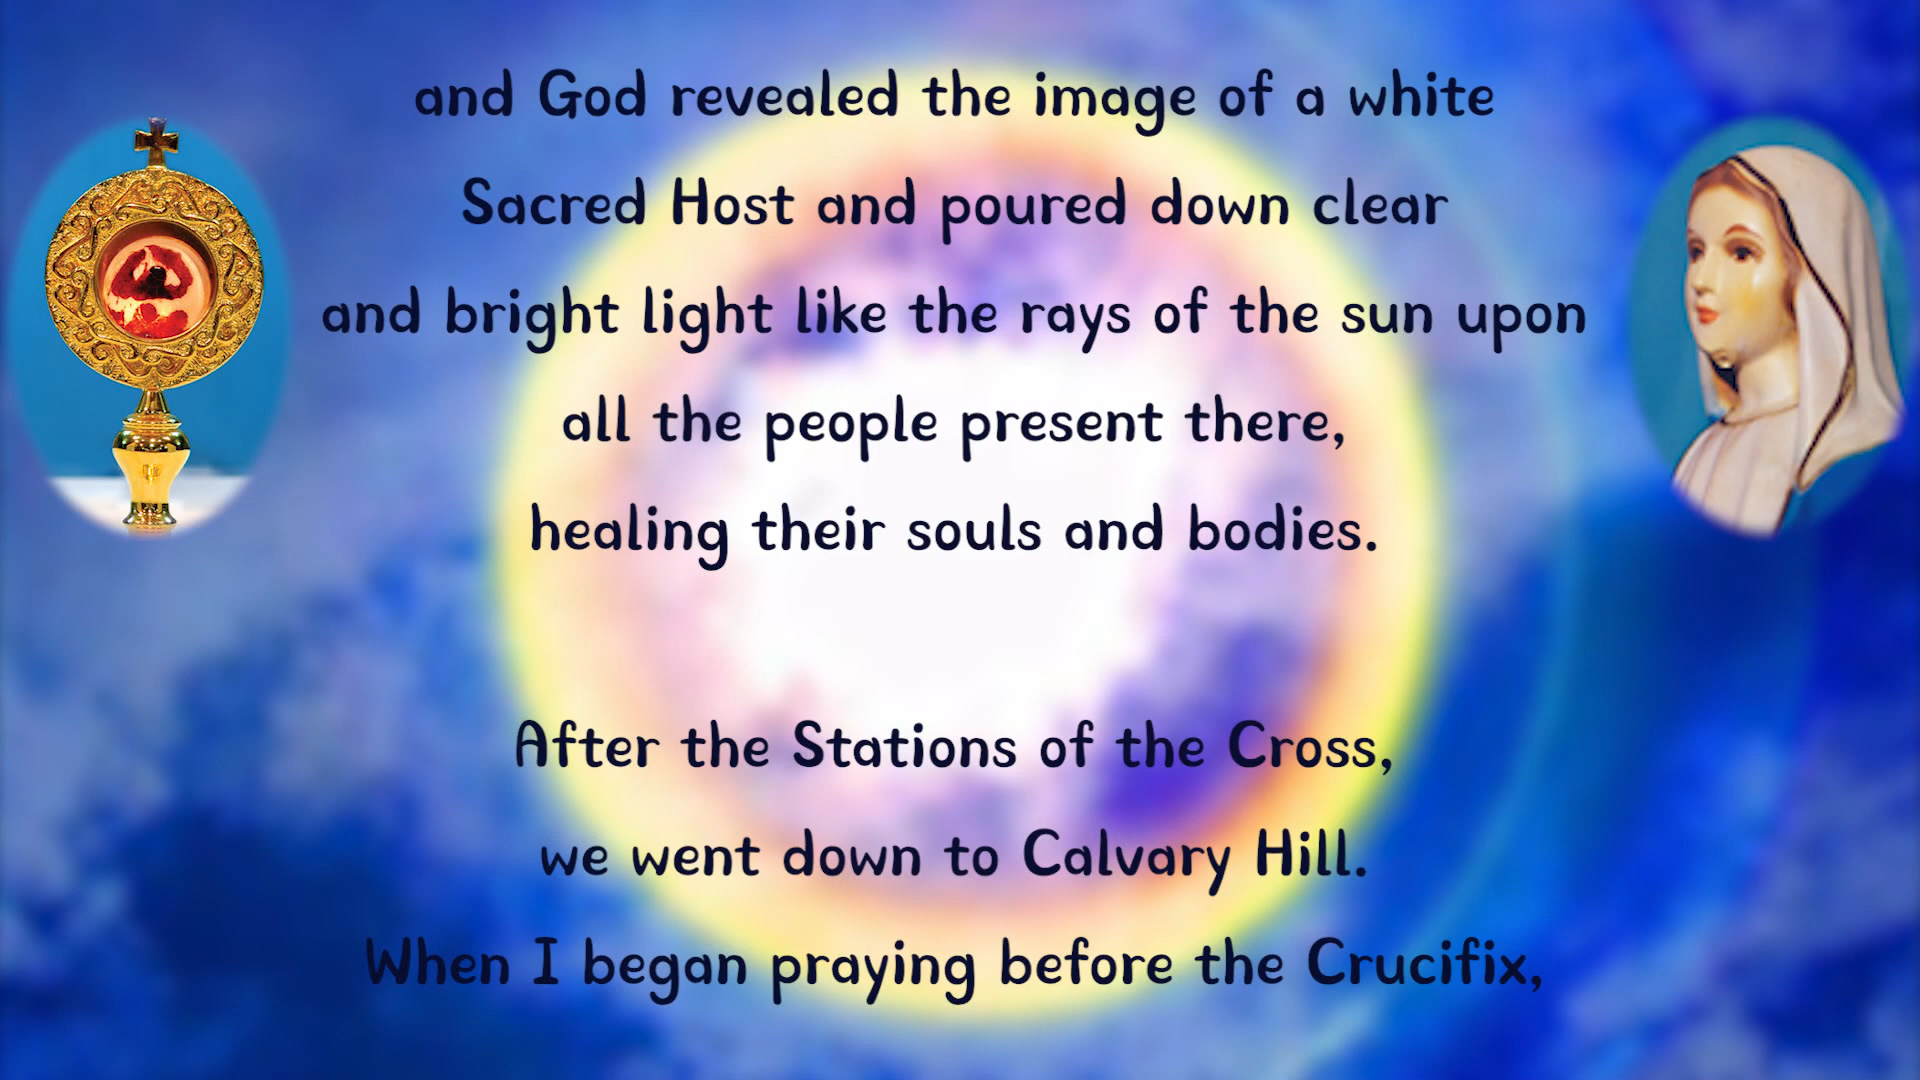 and God revealed the image of a white
Sacred Host and poured down clear
and bright light like the rays of the sun upon
all the people present there,
healing their souls and bodies.
After the Stations of the Cross,
we went down to Calvary Hill.
When I began praying before the Crucifix,